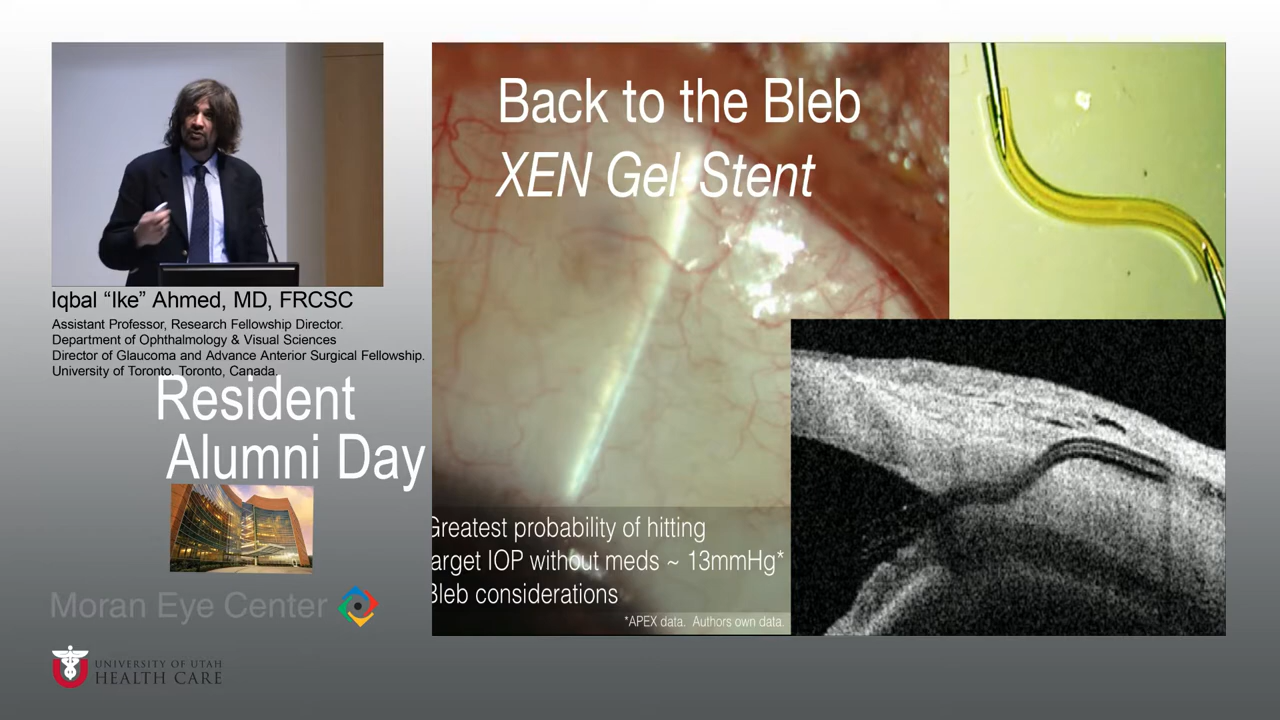 Iqbal “Ike” Ahmed, MD, FRCSC
Assistant Professor, Research Fellowship Director.
Department of Ophthalmology & Visual Sciences
Director of Glaucoma and Advance Anterior Surgical Fellowship.
University of Toronto. Toronto, Canada.
Resident
Alumni Day
Moran Eye Center
UNIVERSITY OF UTAH
HEALTH CARE
Back to the Bleb
XEN Gel Stent
Greatest probability of hitting
arget IOP without meds ~ 13mmHg*
Bleb considerations
*APEX data. Authors own data.